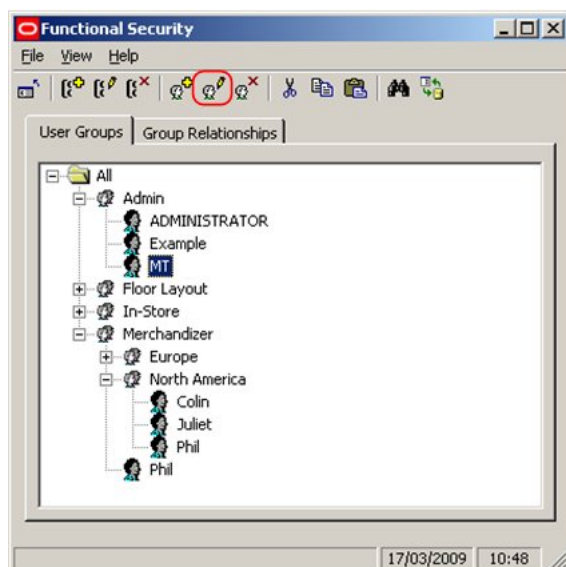 Functional Security
File View Help
User Groups Group Relationships
All
Admin
ADMINISTRATOR
Example
MT
Floor Layout
In-Store
Merchandizer
Europe
North America
Colin
Juliet
Phil
Phil
17/03/2009 10:48